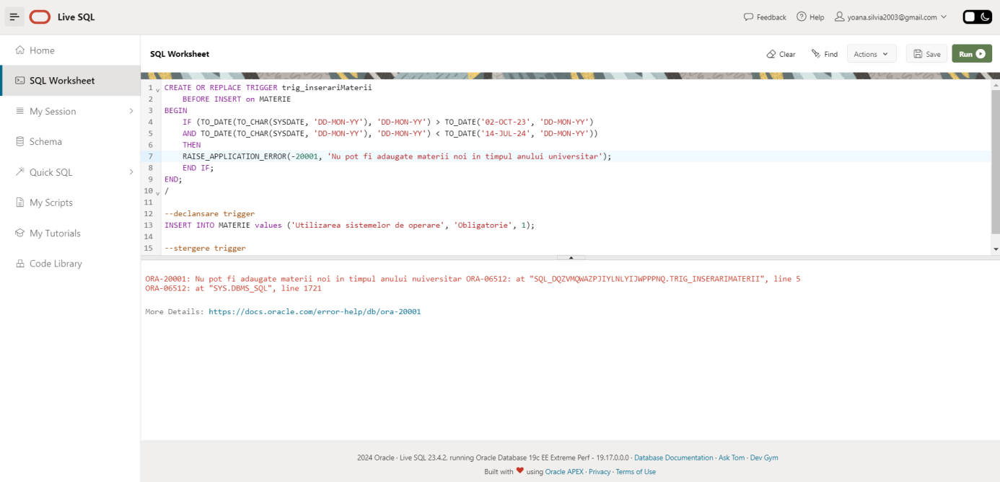 Live SQL
Feedback
Help
yoana.silvia2003@gmail.com
Home
SQL Worksheet
My Session
Schema
Quick SQL
My Scripts
My Tutorials
Code Library
SQL Worksheet
Clear
Find
Actions
Save
Run
1 CREATE OR REPLACE TRIGGER trig_inserariMaterii
2 BEFORE INSERT on MATERIE
3 BEGIN
4 IF (TO_DATE(TO_CHAR(SYSDATE, 'DD-MON-YY'), 'DD-MON-YY') > TO_DATE('02-OCT-23', 'DD-MON-YY')
5 AND TO_DATE(TO_CHAR(SYSDATE, 'DD-MON-YY'), 'DD-MON-YY') < TO_DATE('14-JUL-24', 'DD-MON-YY'))
6 THEN
7 RAISE_APPLICATION_ERROR(-20001, 'Nu pot fi adaugate materii noi in timpul anului universitar');
8 END IF;
9 END;
10 /
11
12 --declansare trigger
13 INSERT INTO MATERIE values ('Utilizarea sistemelor de operare', 'Obligatorie', 1);
14
15 --stergere trigger
ORA-20001: Nu pot fi adaugate materii noi in timpul anului nuiversitar ORA-06512: at "SQL_DQZVMQWAZPJIYLNLYIJWPPPNQ.TRIG_INSERARIMATERII", line 5
ORA-06512: at "SYS.DBMS_SQL", line 1721
More Details: https://docs.oracle.com/error-help/db/ora-20001
2024 Oracle · Live SQL 23.4.2, running Oracle Database 19c EE Extreme Perf - 19.17.0.0.0 · Database Documentation · Ask Tom · Dev Gym
Built with ❤ using Oracle APEX · Privacy · Terms of Use